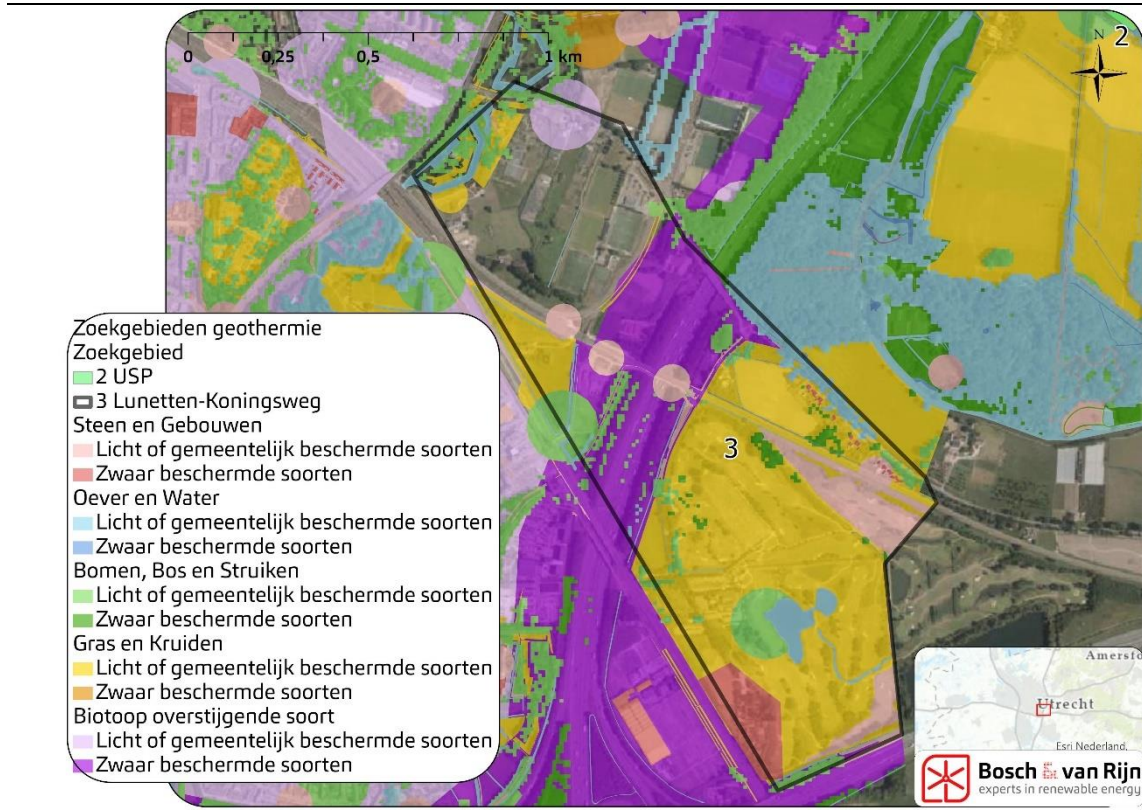 0
0,25
0,5
1 km
2
N
3
Zoekgebieden geothermie
Zoekgebied
2 USP
3 Lunetten-Koningsweg
Steen en Gebouwen
Licht of gemeentelijk beschermde soorten
Zwaar beschermde soorten
Oever en Water
Licht of gemeentelijk beschermde soorten
Zwaar beschermde soorten
Bomen, Bos en Struiken
Licht of gemeentelijk beschermde soorten
Zwaar beschermde soorten
Gras en Kruiden
Licht of gemeentelijk beschermde soorten
Zwaar beschermde soorten
Biotoop overstijgende soort
Licht of gemeentelijk beschermde soorten
Zwaar beschermde soorten
Amersfo
Utrecht
Esri Nederland,
Bosch & van Rijn
experts in renewable energy